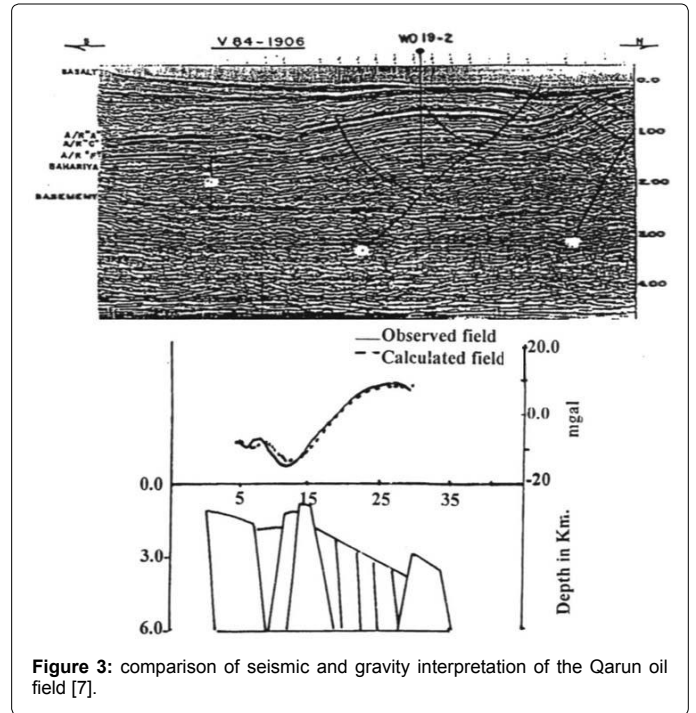 S V 84-1906 WO 19-2 N
BASALT
0.0
A/R "A"
A/R "C"
A/R "F"
BAHARIYA
BASEMENT
1.00
2.00
3.00
4.00
Observed field
Calculated field
20.0
0.0
-20
mgal
0.0
5 15 25 35
3.0
6.0
Depth in Km.
Figure 3: comparison of seismic and gravity interpretation of the Qarun oil
field [7].